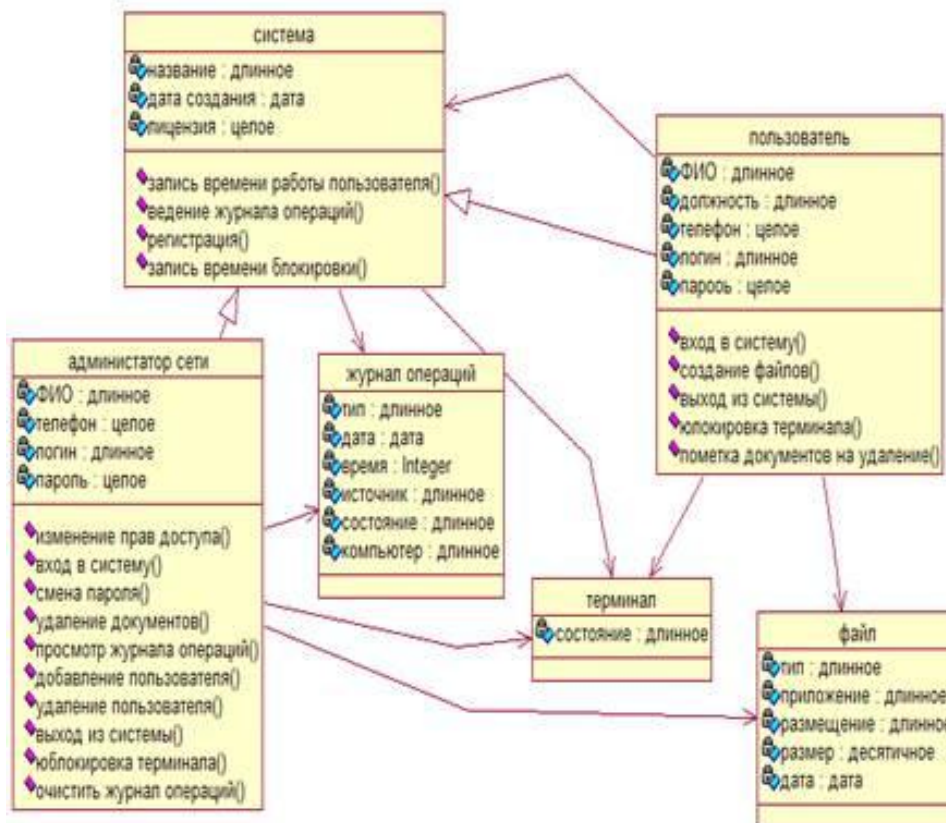 система
название : длинное
дата создания : дата
лицензия : целое
запись времени работы пользователя()
ведение журнала операций()
регистрация()
запись времени блокировки()
пользователь
ФИО : длинное
должность : длинное
телефон : целое
логин : длинное
парооь : целое
вход в систему()
создание файлов()
выход из системы()
юлокировка терминала()
пометка документов на удаление()
администатор сети
ФИО : длинное
телефон : целое
логин : длинное
пароль : целое
изменение прав доступа()
вход в систему()
смена пароля()
удаление документов()
просмотр журнала операций()
добавление пользователя()
удаление пользователя()
выход из системы()
юблокировка терминала()
очистить журнал операций()
журнал операций
тип : длинное
дата : дата
время : Integer
источник : длинное
состояние : длинное
компьютер : длинное
терминал
состояние : длинное
файл
тип : длинное
приложение : длинное
размещение : длинное
размер : десятичное
дата : дата